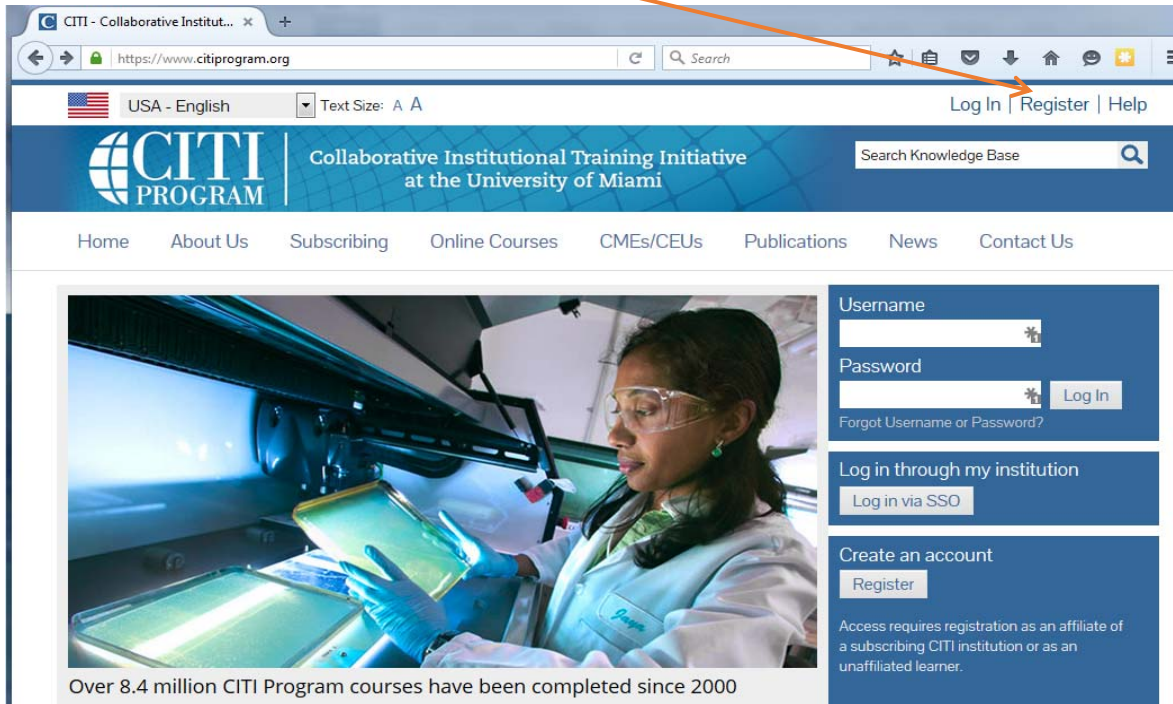 CITI - Collaborative Institut...
https://www.citiprogram.org
Search
USA - English
Text Size: A A
Log In | Register | Help
CITI
PROGRAM
Collaborative Institutional Training Initiative
at the University of Miami
Search Knowledge Base
Home About Us Subscribing Online Courses CMEs/CEUs Publications News Contact Us
Over 8.4 million CITI Program courses have been completed since 2000
Username
Password
Log In
Forgot Username or Password?
Log in through my institution
Log in via SSO
Create an account
Register
Access requires registration as an affiliate of
a subscribing CITI institution or as an
unaffiliated learner.